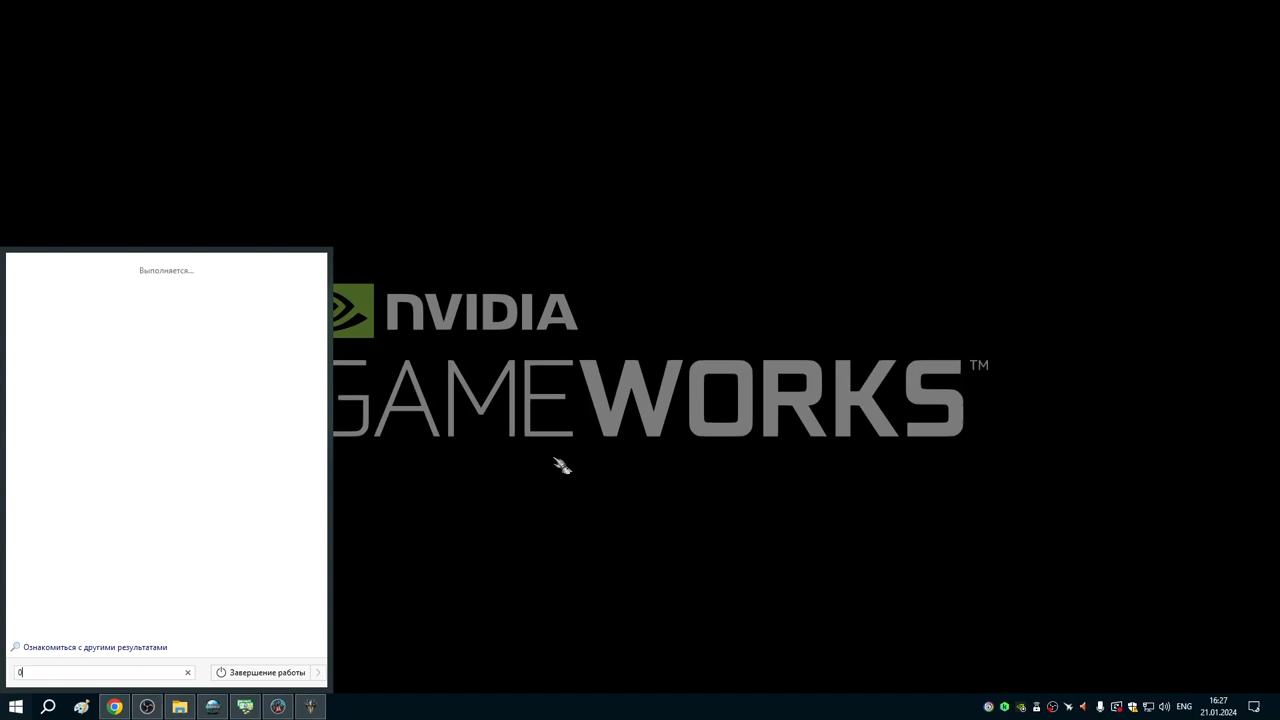 Выполняется...
NVIDIA
GAMEWORKS™
Ознакомиться с другими результатами
0
Завершение работы
ENG
16:27
21.01.2024